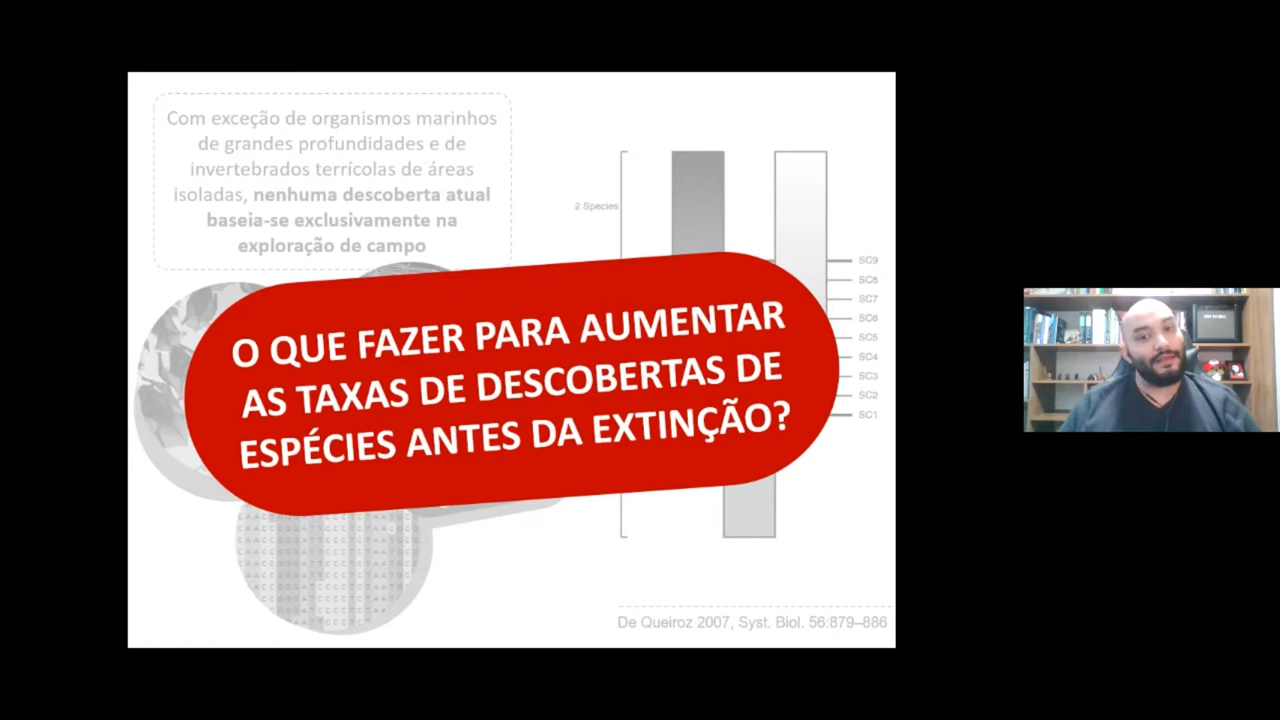 Com exceção de organismos marinhos
de grandes profundidades e de
invertebrados terrícolas de áreas
isoladas, nenhuma descoberta atual
baseia-se exclusivamente na
exploração de campo
2 Species
SC9
SC8
SC7
SC6
SC5
SC4
SC3
SC2
SC1
O QUE FAZER PARA AUMENTAR
AS TAXAS DE DESCOBERTAS DE
ESPÉCIES ANTES DA EXTINÇÃO?
De Queiroz 2007, Syst. Biol. 56:879–886